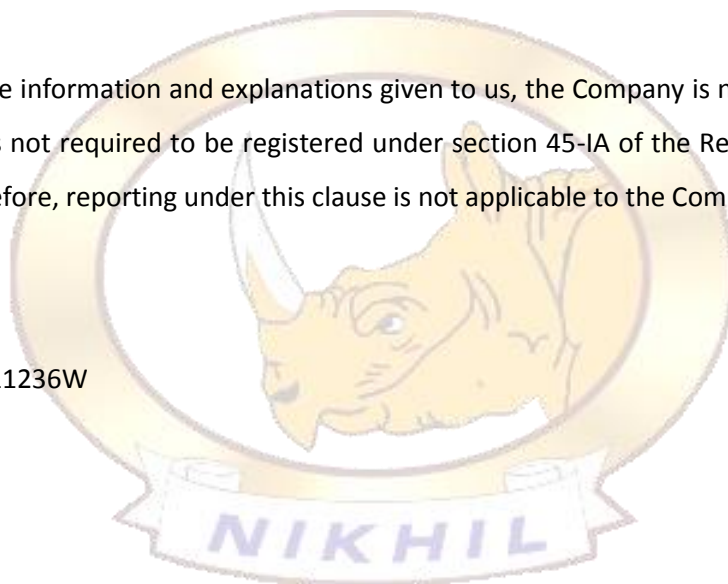 e information and explanations given to us, the Company is n
s not required to be registered under section 45-IA of the Re
efore, reporting under this clause is not applicable to the Com
1236W
NIKHIL